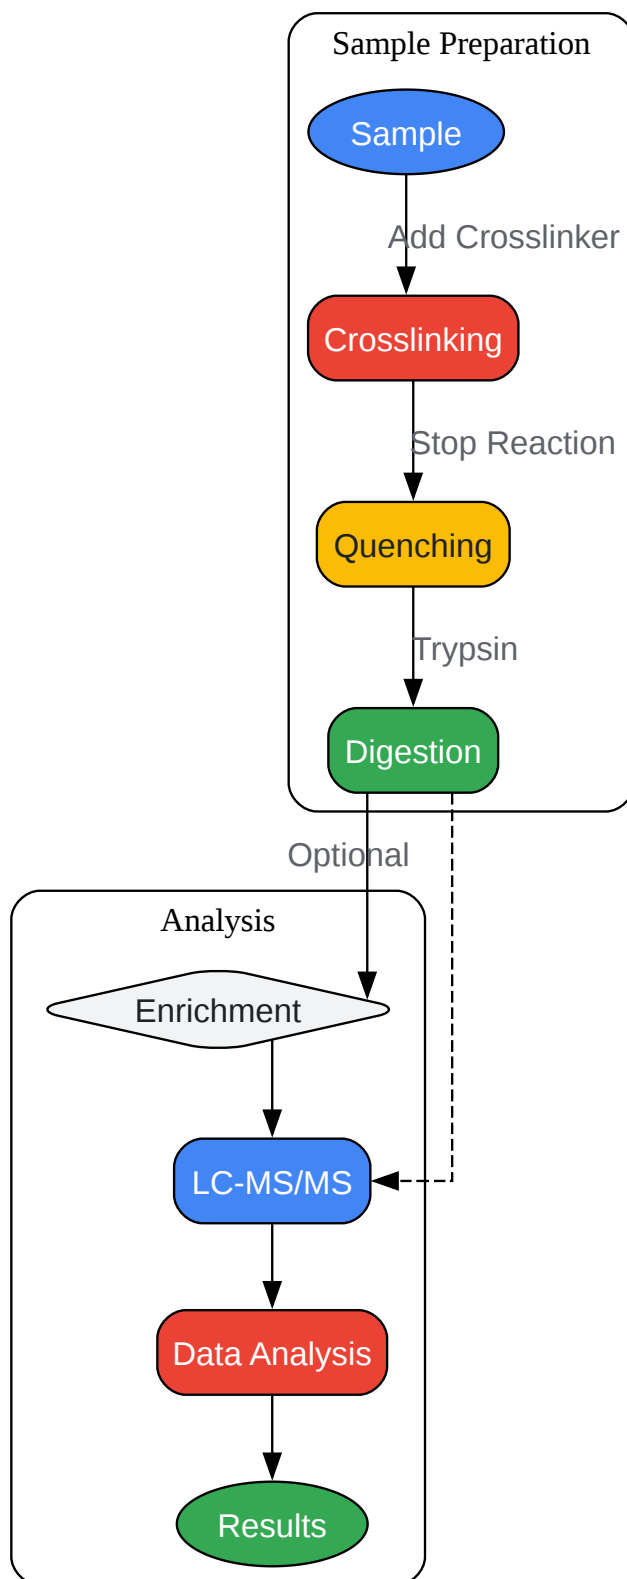 Sample Preparation
Sample
Add Crosslinker
Crosslinking
Stop Reaction
Quenching
Trypsin
Digestion
Optional
Analysis
Enrichment
LC-MS/MS
Data Analysis
Results